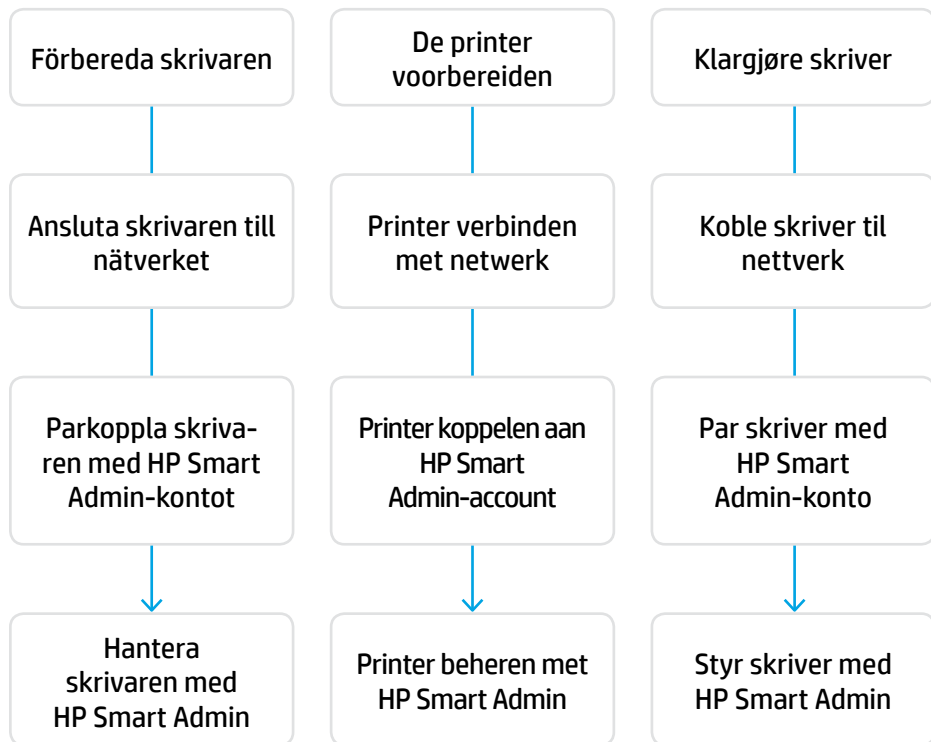 Förbereda skrivaren
Ansluta skrivaren till
nätverket
Parkoppla skriva-
ren med HP Smart
Admin-kontot
Hantera
skrivaren med
HP Smart Admin
De printer
voorbereiden
Printer verbinden
met netwerk
Printer koppelen aan
HP Smart
Admin-account
Printer beheren met
HP Smart Admin
Klargjøre skriver
Koble skriver til
nettverk
Par skriver med
HP Smart
Admin-konto
Styr skriver med
HP Smart Admin